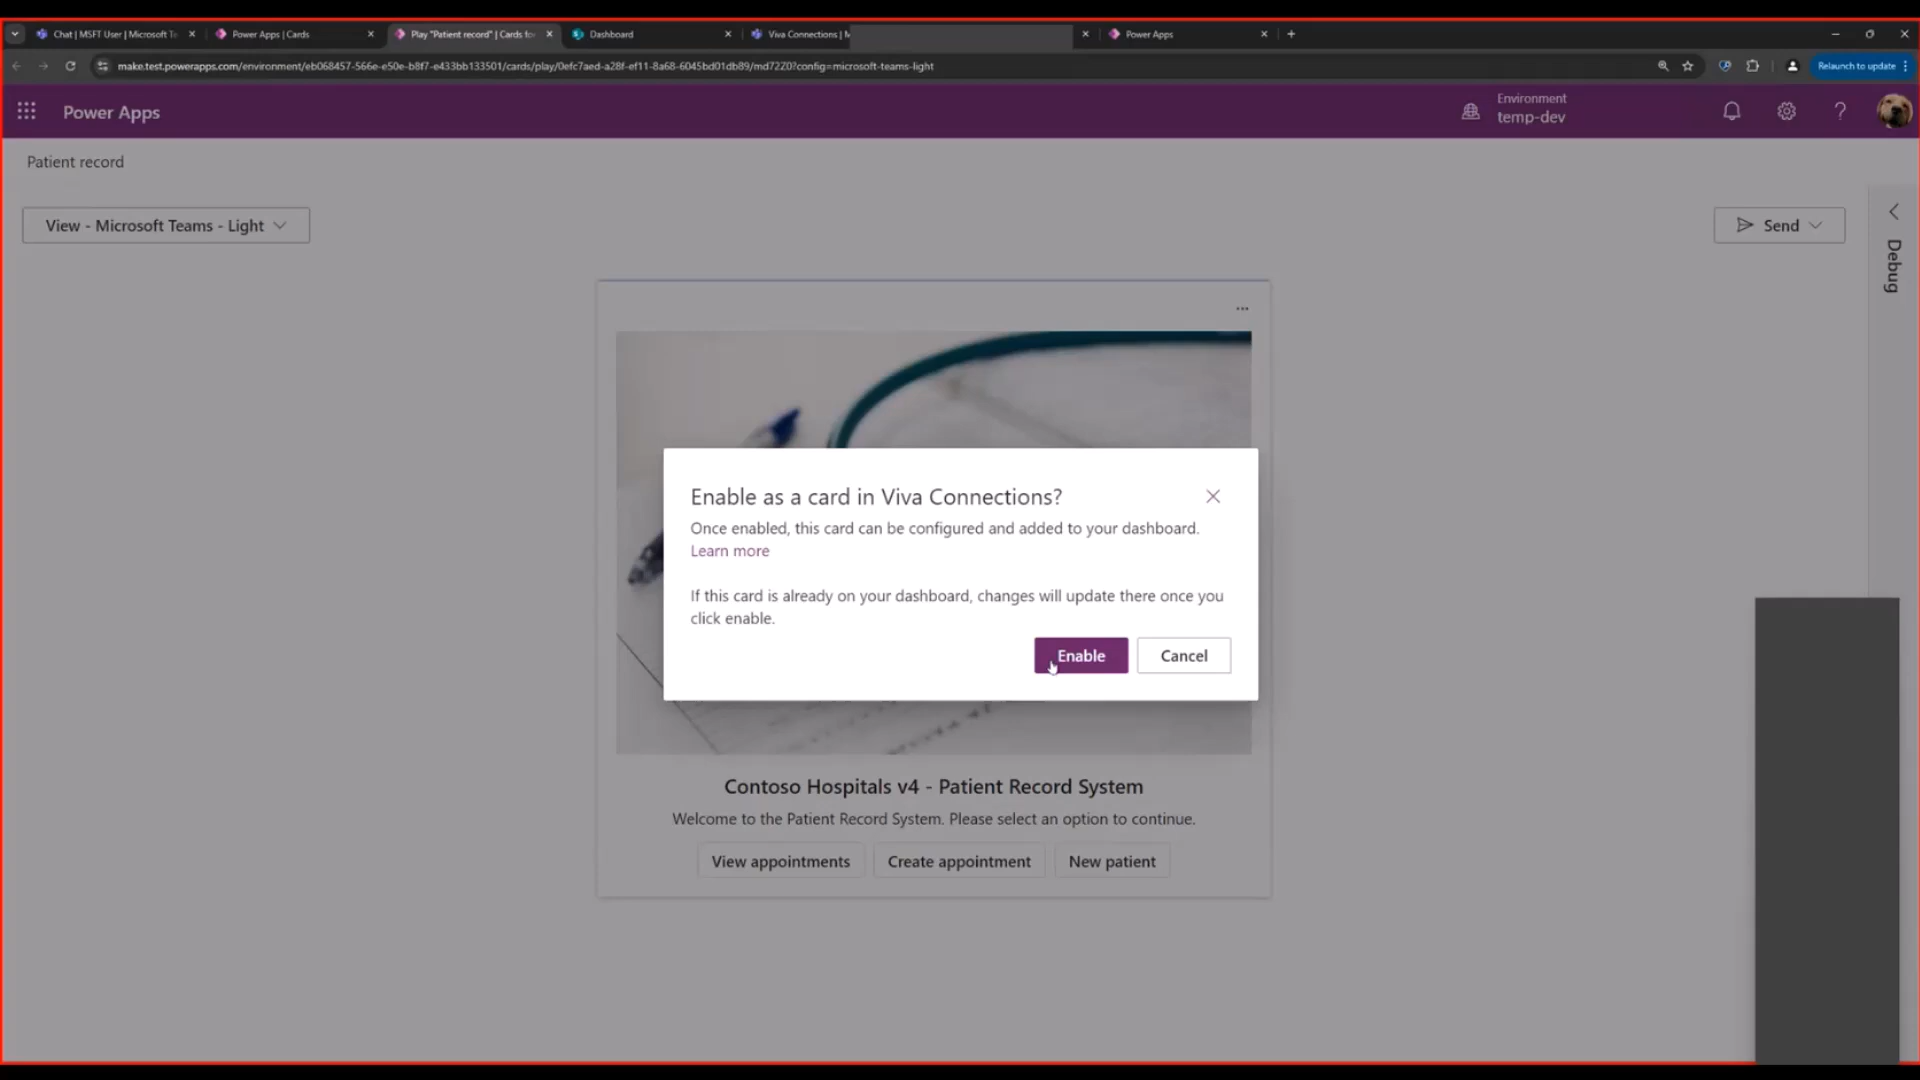 Chat | MSFT User | Microsoft Te
Power Apps | Cards
Play "Patient record" | Cards fo
Dashboard
Viva Connections | M
Power Apps
make.test.powerapps.com/environment/eb068457-566e-e50e-b8f7-e433bb133501/cards/play/0efc7aed-a28f-ef11-8a68-6045bd01db89/md72Z0?config=microsoft-teams-light
Relaunch to update
Power Apps
Environment
temp-dev
Patient record
View - Microsoft Teams - Light
Send
Debug
Enable as a card in Viva Connections?
Once enabled, this card can be configured and added to your dashboard.
Learn more
If this card is already on your dashboard, changes will update there once you
click enable.
Enable
Cancel
Contoso Hospitals v4 - Patient Record System
Welcome to the Patient Record System. Please select an option to continue.
View appointments
Create appointment
New patient